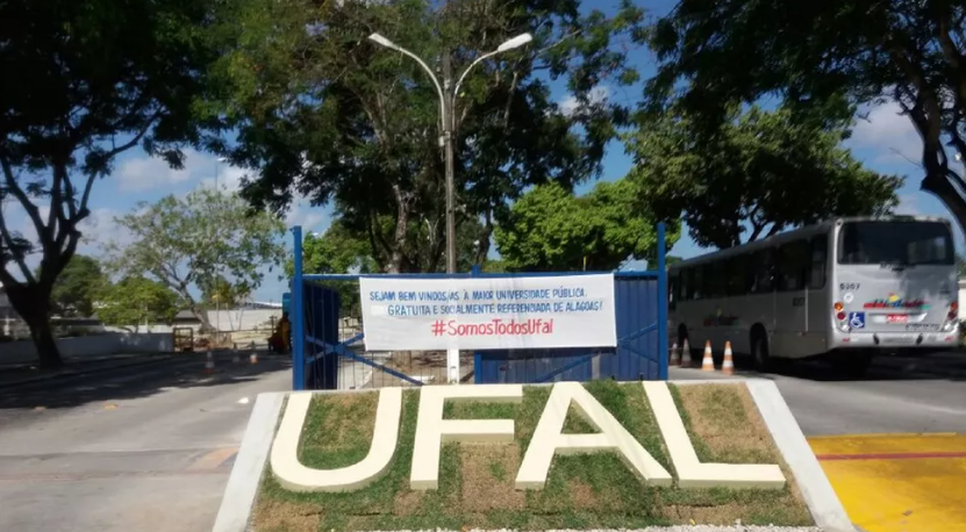 SEJAM BEM VINDOS/AS À MAIOR UNIVERSIDADE PÚBLICA,
GRATUITA E SOCIALMENTE REFERENCIADA DE ALAGOAS!
#SomosTodosUfal
UFAL